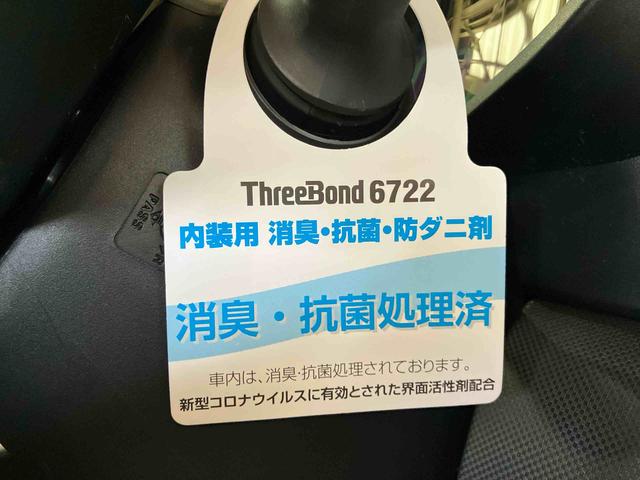 ThreeBond 6722
内装用 消臭・抗菌・防ダニ剤
消臭・抗菌処理済
車内は、消臭・抗菌処理されております。
新型コロナウイルスに有効とされた界面活性剤配合
PASS